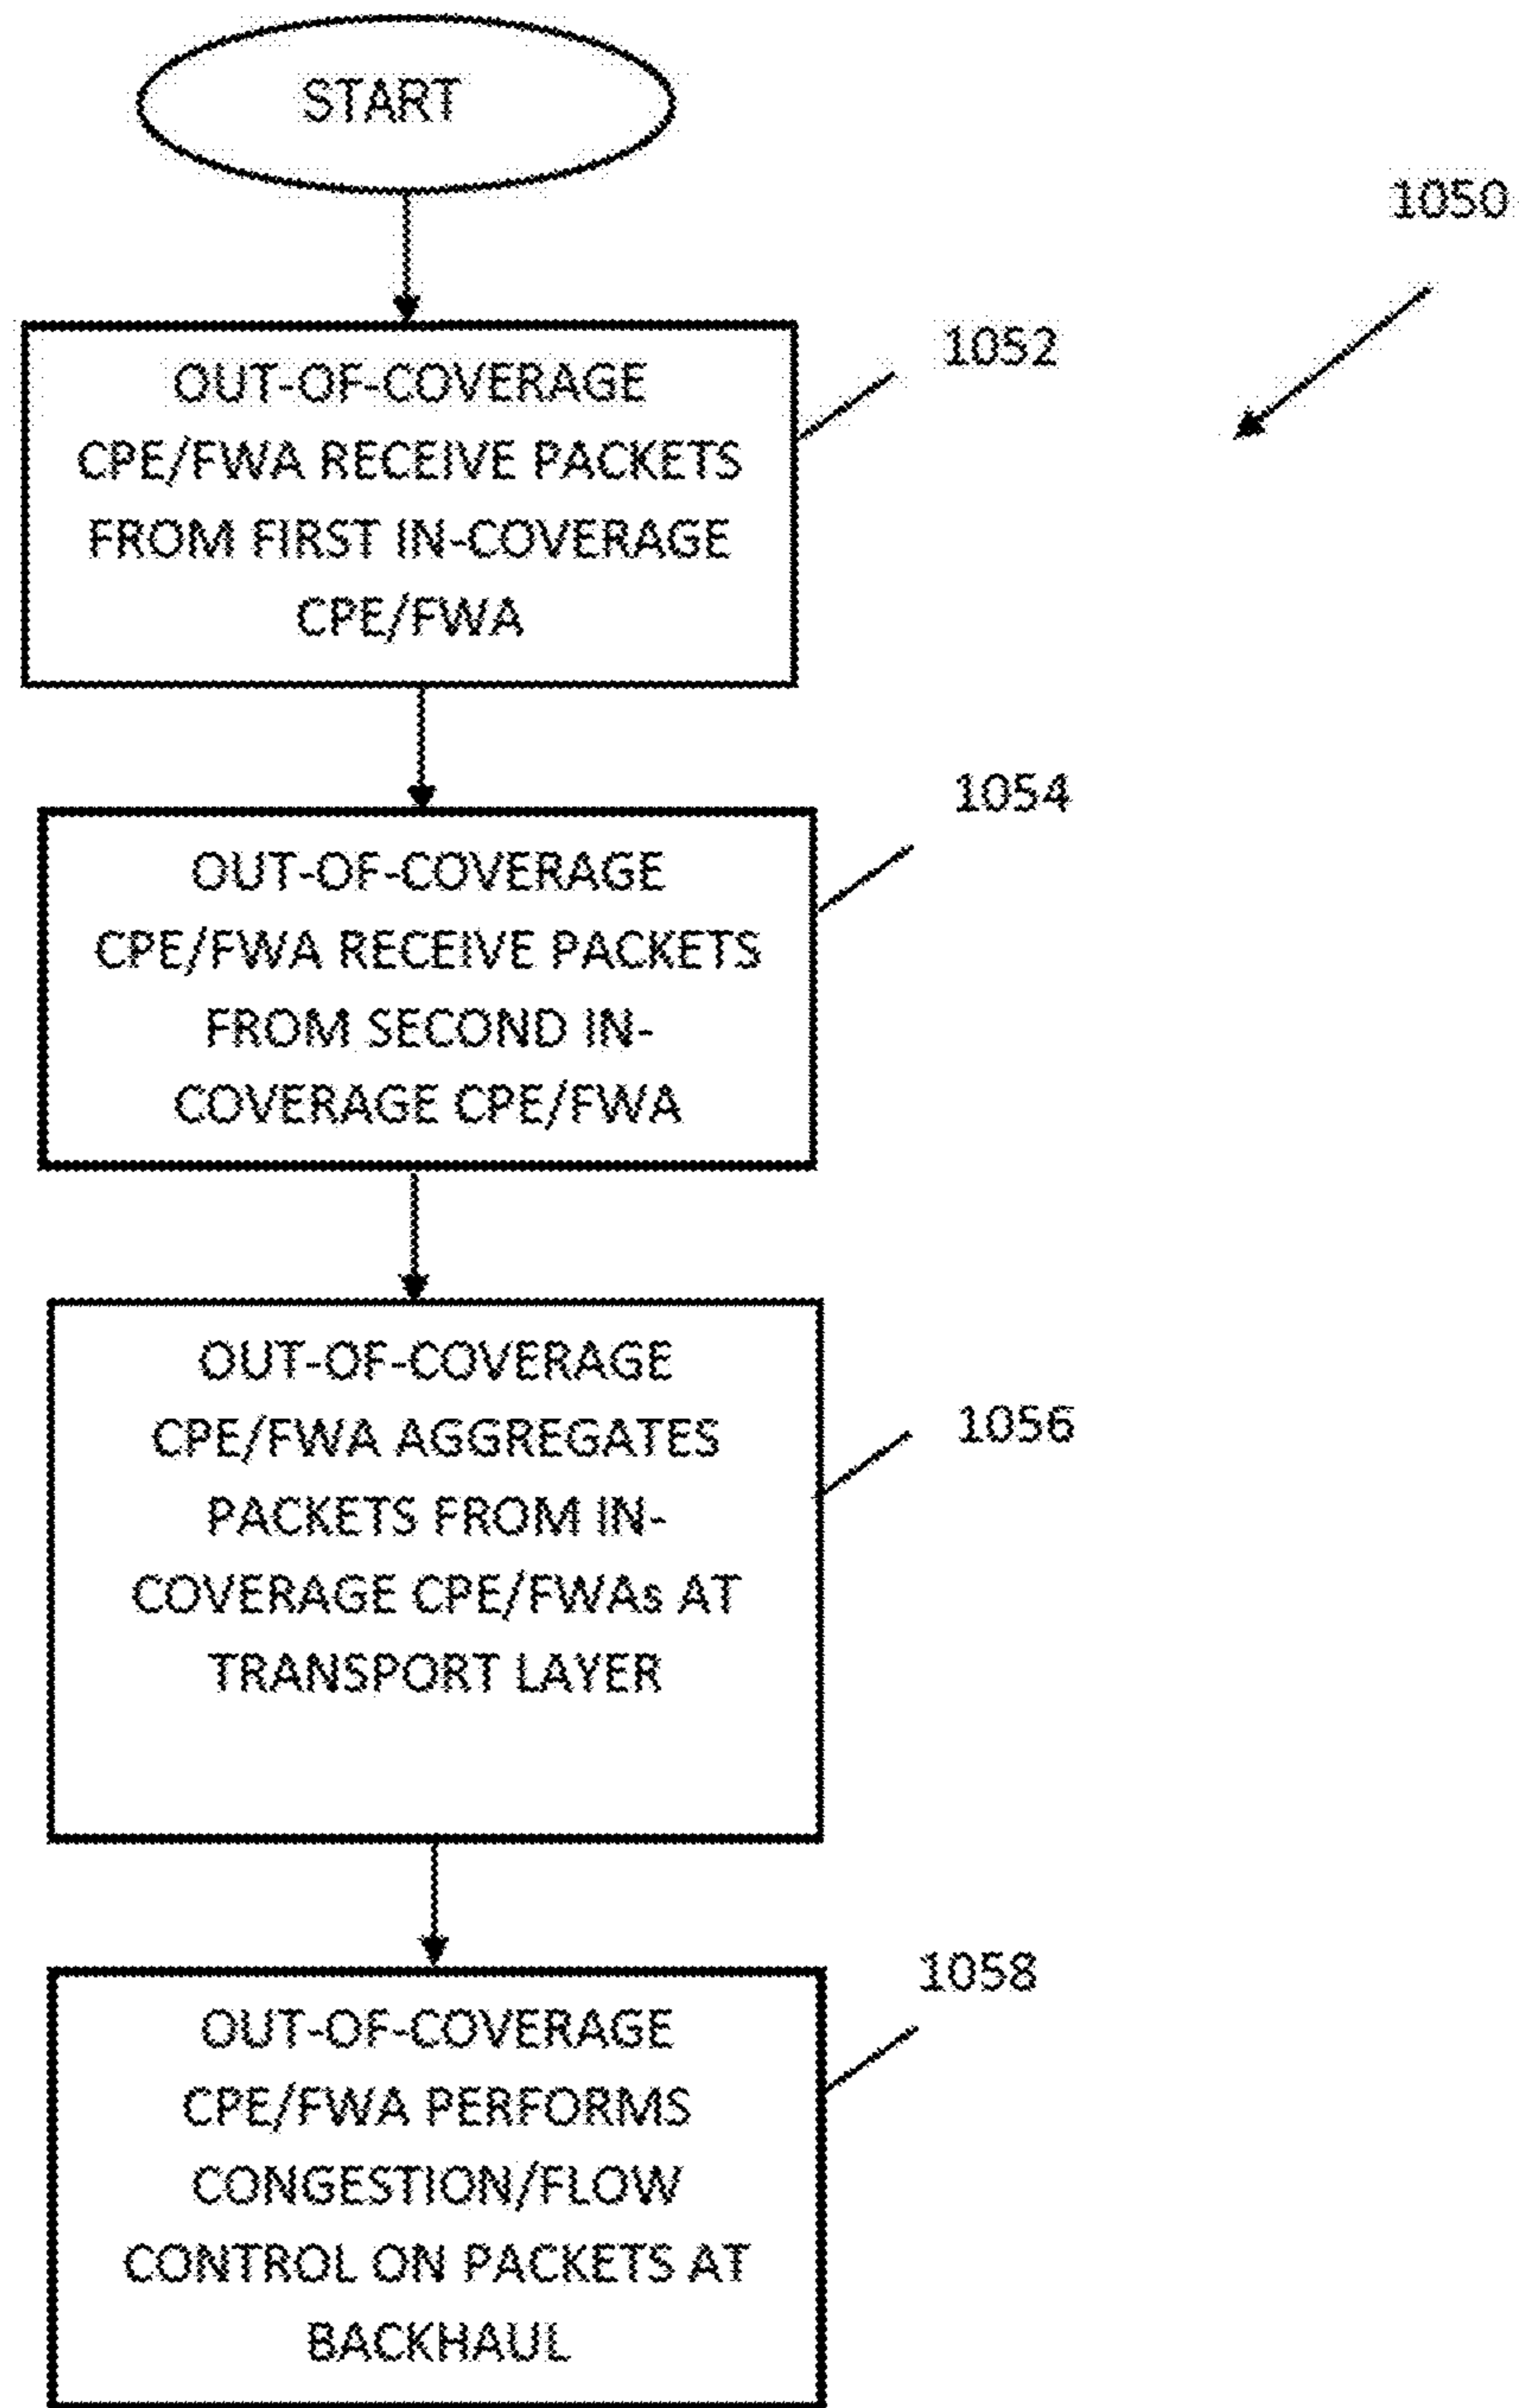 START
1050
1052
OUT-OF-COVERAGE
CPE/FWA RECEIVE PACKETS
FROM FIRST IN-COVERAGE
CPE/FWA
1054
OUT-OF-COVERAGE
CPE/FWA RECEIVE PACKETS
FROM SECOND IN-
COVERAGE CPE/FWA
1056
OUT-OF-COVERAGE
CPE/FWA AGGREGATES
PACKETS FROM IN-
COVERAGE CPE/FWAs AT
TRANSPORT LAYER
1058
OUT-OF-COVERAGE
CPE/FWA PERFORMS
CONGESTION/FLOW
CONTROL ON PACKETS AT
BACKHAUL